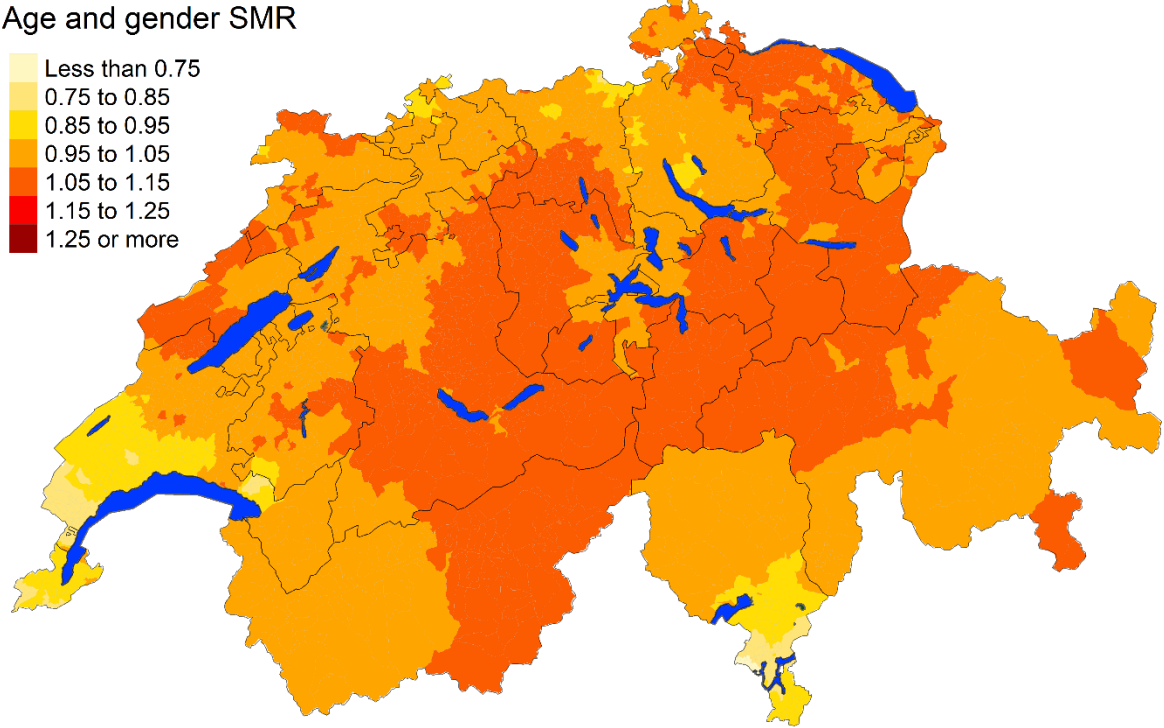 Age and gender SMR
Less than 0.75
0.75 to 0.85
0.85 to 0.95
0.95 to 1.05
1.05 to 1.15
1.15 to 1.25
1.25 or more